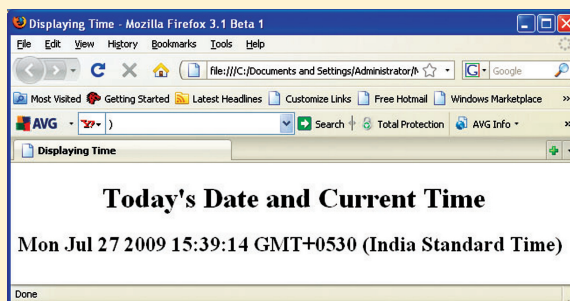 Displaying Time - Mozilla Firefox 3.1 Beta 1
File Edit View History Bookmarks Tools Help
file:///C:/Documents and Settings/Administrator/M G Google
Most Visited Getting Started Latest Headlines Customize Links Free Hotmail Windows Marketplace »
AVG Y! ) Search Total Protection AVG Info »
Displaying Time
Today's Date and Current Time
Mon Jul 27 2009 15:39:14 GMT+0530 (India Standard Time)
Done